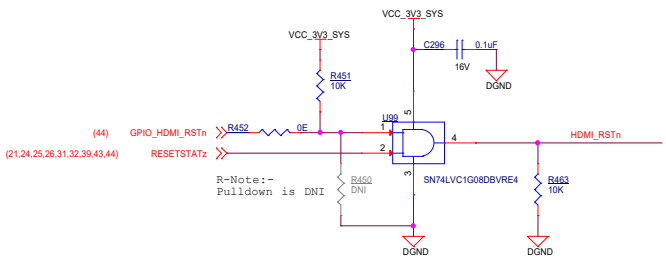 VCC_3V3_SYS
VCC_3V3_SYS
C296 0.1uF
16V
DGND
R451
10K
U99
5
(44) GPIO_HDMI_RSTn R452 0E 1
4 HDMI_RSTn
(21,24,25,26,31,32,39,43,44) RESETSTATz 2
3
SN74LVC1G08DBVRE4
R-Note:-
Pulldown is DNI
R450
DNI
R463
10K
DGND
DGND